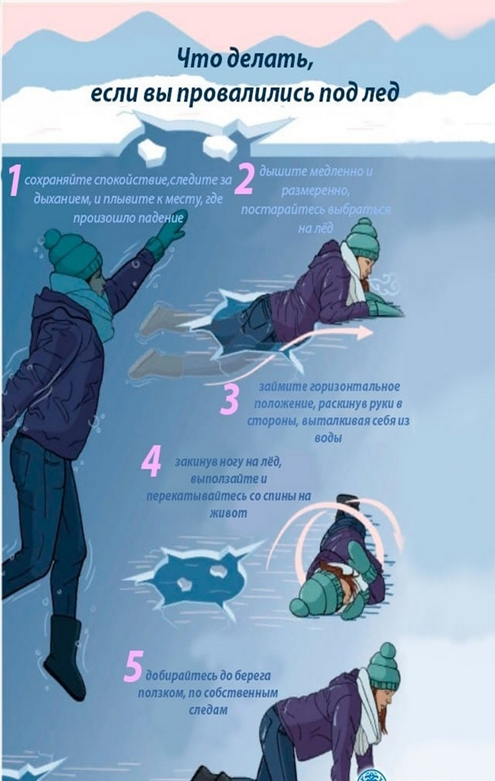 Что делать,
если вы провалились под лед
1
сохраняйте спокойствие,следите за
дыханием, и плывите к месту, где
произошло падение
2
дышите медленно и
размеренно,
постарайтесь выбраться
на лёд
3
займите горизонтальное
положение, раскинув руки в
стороны, выталкивая себя из
воды
4
закинув ногу на лёд,
выползайте и
перекатывайтесь со спины на
живот
5
добирайтесь до берега
ползком, по собственным
следам